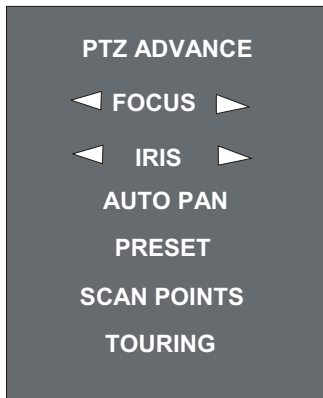 PTZ ADVANCE
FOCUS
IRIS
AUTO PAN
PRESET
SCAN POINTS
TOURING